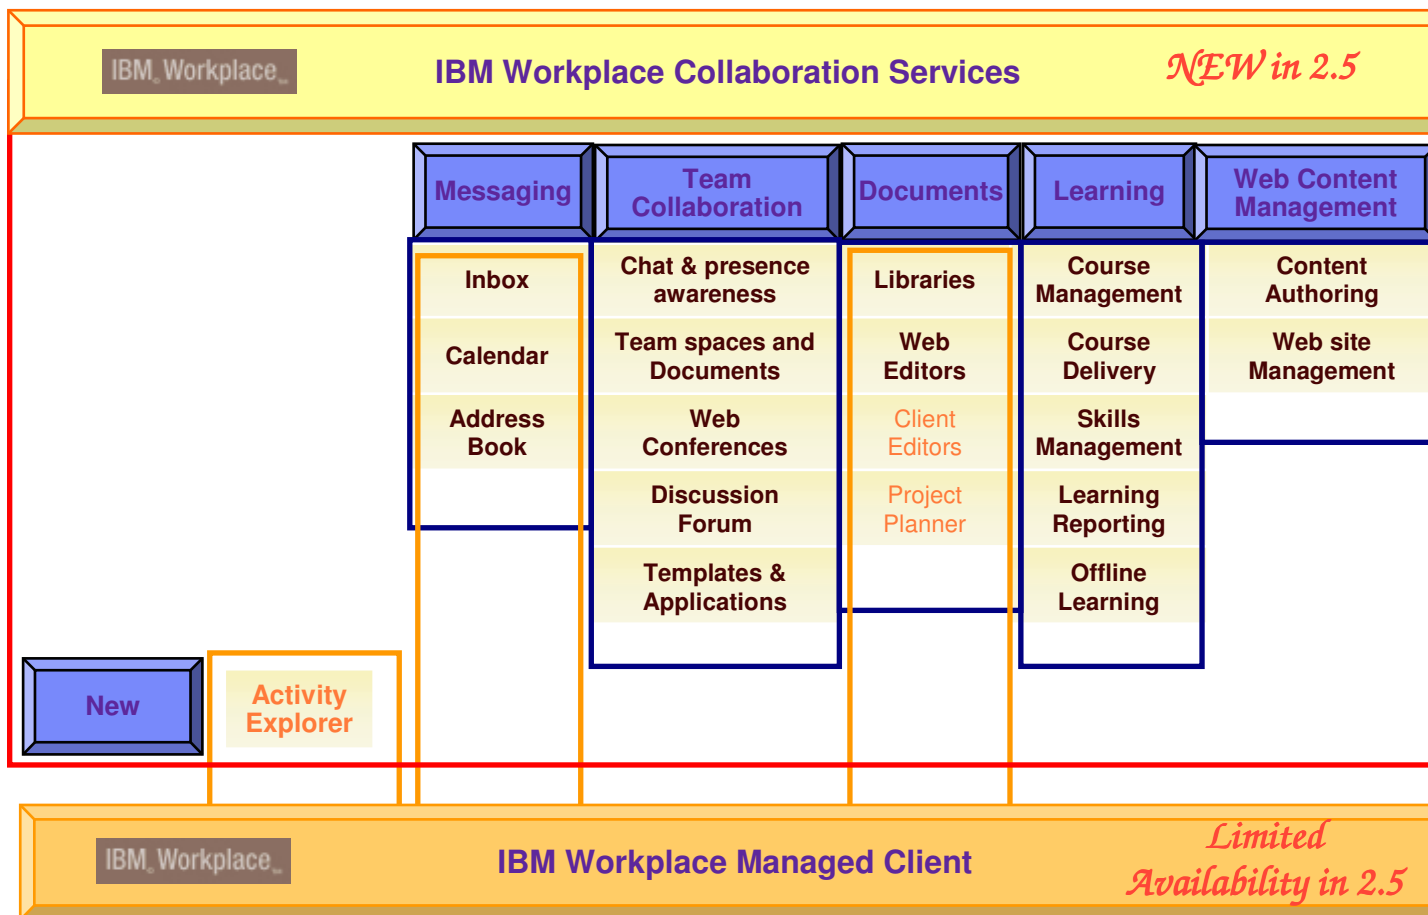 IBM® Workplace™
IBM Workplace Collaboration Services
NEW in 2.5
Messaging
Team
Collaboration
Documents
Learning
Web Content
Management
Inbox
Calendar
Address
Book
Chat & presence
awareness
Team spaces and
Documents
Web
Conferences
Discussion
Forum
Templates &
Applications
Libraries
Web
Editors
Client
Editors
Project
Planner
Course
Management
Course
Delivery
Skills
Management
Learning
Reporting
Offline
Learning
Content
Authoring
Web site
Management
New
Activity
Explorer
IBM® Workplace™
IBM Workplace Managed Client
Limited
Availability in 2.5